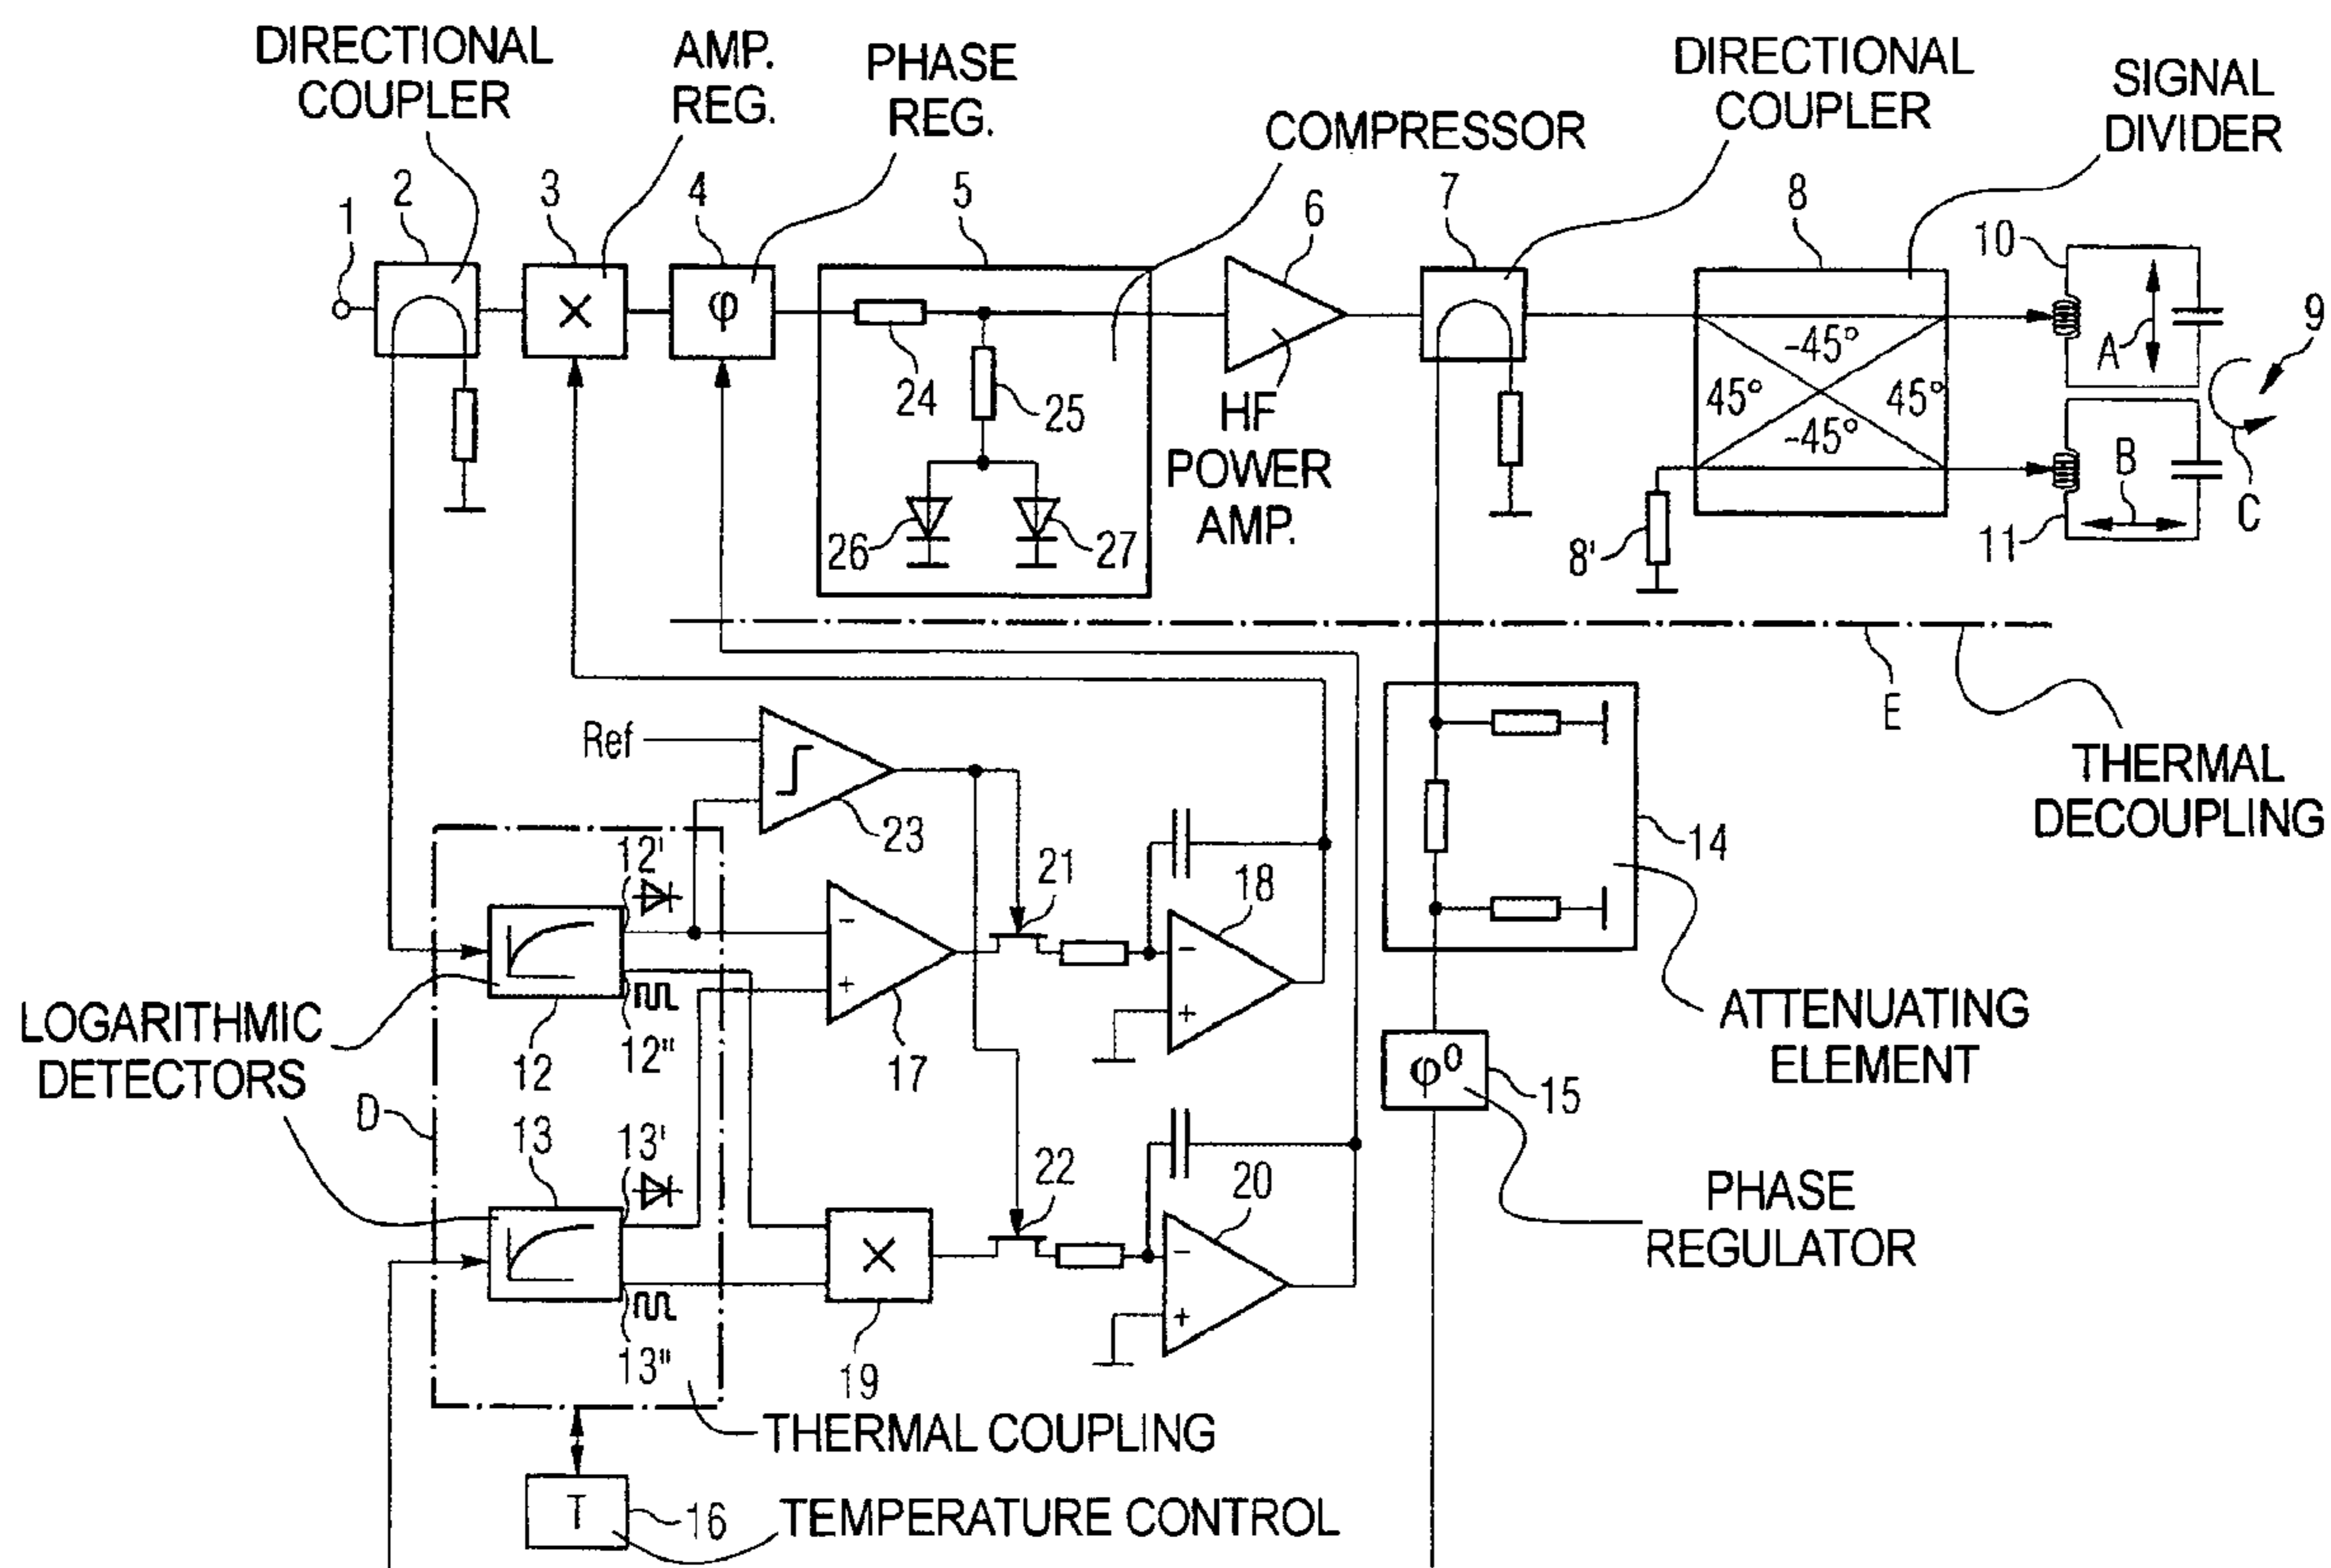 DIRECTIONAL
COUPLER
AMP.
REG.
PHASE
REG.
COMPRESSOR
DIRECTIONAL
COUPLER
SIGNAL
DIVIDER
1
2
3
4
5
6
7
8
10
9
×
φ
24
25
26
27
HF
POWER
AMP.
-45°
45°
45°
-45°
8'
A
B
C
11
E
THERMAL
DECOUPLING
Ref
23
12'
21
18
14
-
+
17
-
+
12
12"
LOGARITHMIC
DETECTORS
ATTENUATING
ELEMENT
φ⁰
15
D
13
13'
22
20
PHASE
REGULATOR
×
-
+
13"
19
THERMAL COUPLING
T
16
TEMPERATURE CONTROL